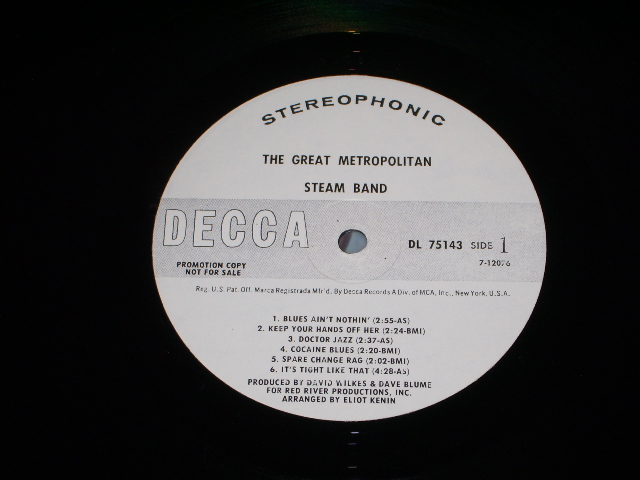 STEREOPHONIC
THE GREAT METROPOLITAN
STEAM BAND
DECCA
DL 75143 SIDE 1
PROMOTION COPY
NOT FOR SALE
7-12076
Reg. U.S. Pat. Off. Marca Registrada Mfr'd. By Decca Records A Div. of MCA, Inc., New York, U.S.A.
1. BLUES AIN'T NOTHIN' (2:55-AS)
2. KEEP YOUR HANDS OFF HER (2:24-BMI)
3. DOCTOR JAZZ (2:37-AS)
4. COCAINE BLUES (2:20-BMI)
5. SPARE CHANGE RAG (2:02-BMI)
6. IT'S TIGHT LIKE THAT (4:28-AS)
PRODUCED BY DAVID WILKES & DAVE BLUME
FOR RED RIVER PRODUCTIONS, INC.
ARRANGED BY ELIOT KENIN